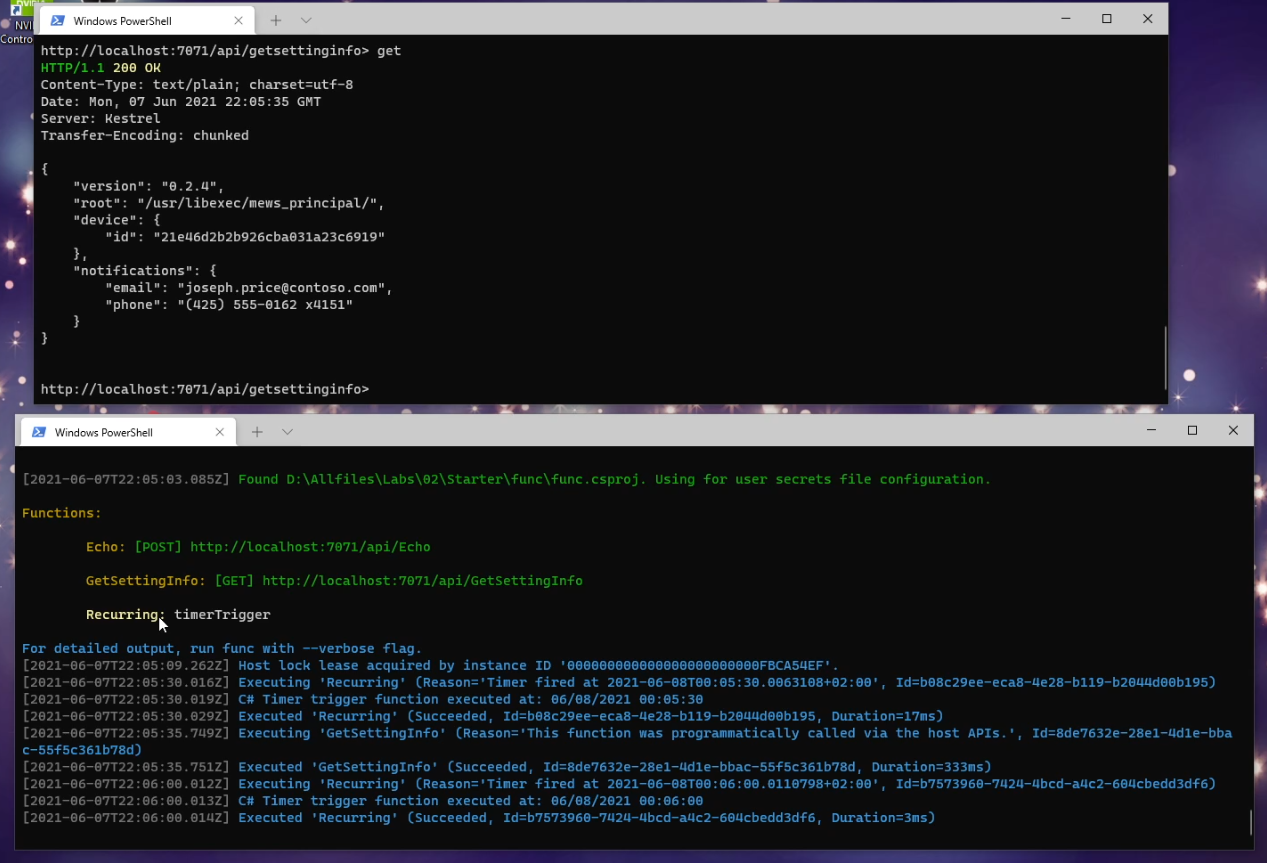 NVI
Contro
Windows PowerShell
http://localhost:7071/api/getsettinginfo> get
HTTP/1.1 200 OK
Content-Type: text/plain; charset=utf-8
Date: Mon, 07 Jun 2021 22:05:35 GMT
Server: Kestrel
Transfer-Encoding: chunked
{
"version": "0.2.4",
"root": "/usr/libexec/mews_principal/",
"device": {
"id": "21e46d2b2b926cba031a23c6919"
},
"notifications": {
"email": "joseph.price@contoso.com",
"phone": "(425) 555-0162 x4151"
}
}
http://localhost:7071/api/getsettinginfo>
Windows PowerShell
[2021-06-07T22:05:03.085Z] Found D:\Allfiles\Labs\02\Starter\func\func.csproj. Using for user secrets file configuration.
Functions:
Echo: [POST] http://localhost:7071/api/Echo
GetSettingInfo: [GET] http://localhost:7071/api/GetSettingInfo
Recurring: timerTrigger
For detailed output, run func with --verbose flag.
[2021-06-07T22:05:09.262Z] Host lock lease acquired by instance ID '000000000000000000000000FBCA54EF'.
[2021-06-07T22:05:30.016Z] Executing 'Recurring' (Reason='Timer fired at 2021-06-08T00:05:30.0063108+02:00', Id=b08c29ee-eca8-4e28-b119-b2044d00b195)
[2021-06-07T22:05:30.019Z] C# Timer trigger function executed at: 06/08/2021 00:05:30
[2021-06-07T22:05:30.029Z] Executed 'Recurring' (Succeeded, Id=b08c29ee-eca8-4e28-b119-b2044d00b195, Duration=17ms)
[2021-06-07T22:05:35.749Z] Executing 'GetSettingInfo' (Reason='This function was programmatically called via the host APIs.', Id=8de7632e-28e1-4d1e-bba
c-55f5c361b78d)
[2021-06-07T22:05:35.751Z] Executed 'GetSettingInfo' (Succeeded, Id=8de7632e-28e1-4d1e-bbac-55f5c361b78d, Duration=333ms)
[2021-06-07T22:06:00.012Z] Executing 'Recurring' (Reason='Timer fired at 2021-06-08T00:06:00.0110798+02:00', Id=b7573960-7424-4bcd-a4c2-604cbedd3df6)
[2021-06-07T22:06:00.013Z] C# Timer trigger function executed at: 06/08/2021 00:06:00
[2021-06-07T22:06:00.014Z] Executed 'Recurring' (Succeeded, Id=b7573960-7424-4bcd-a4c2-604cbedd3df6, Duration=3ms)